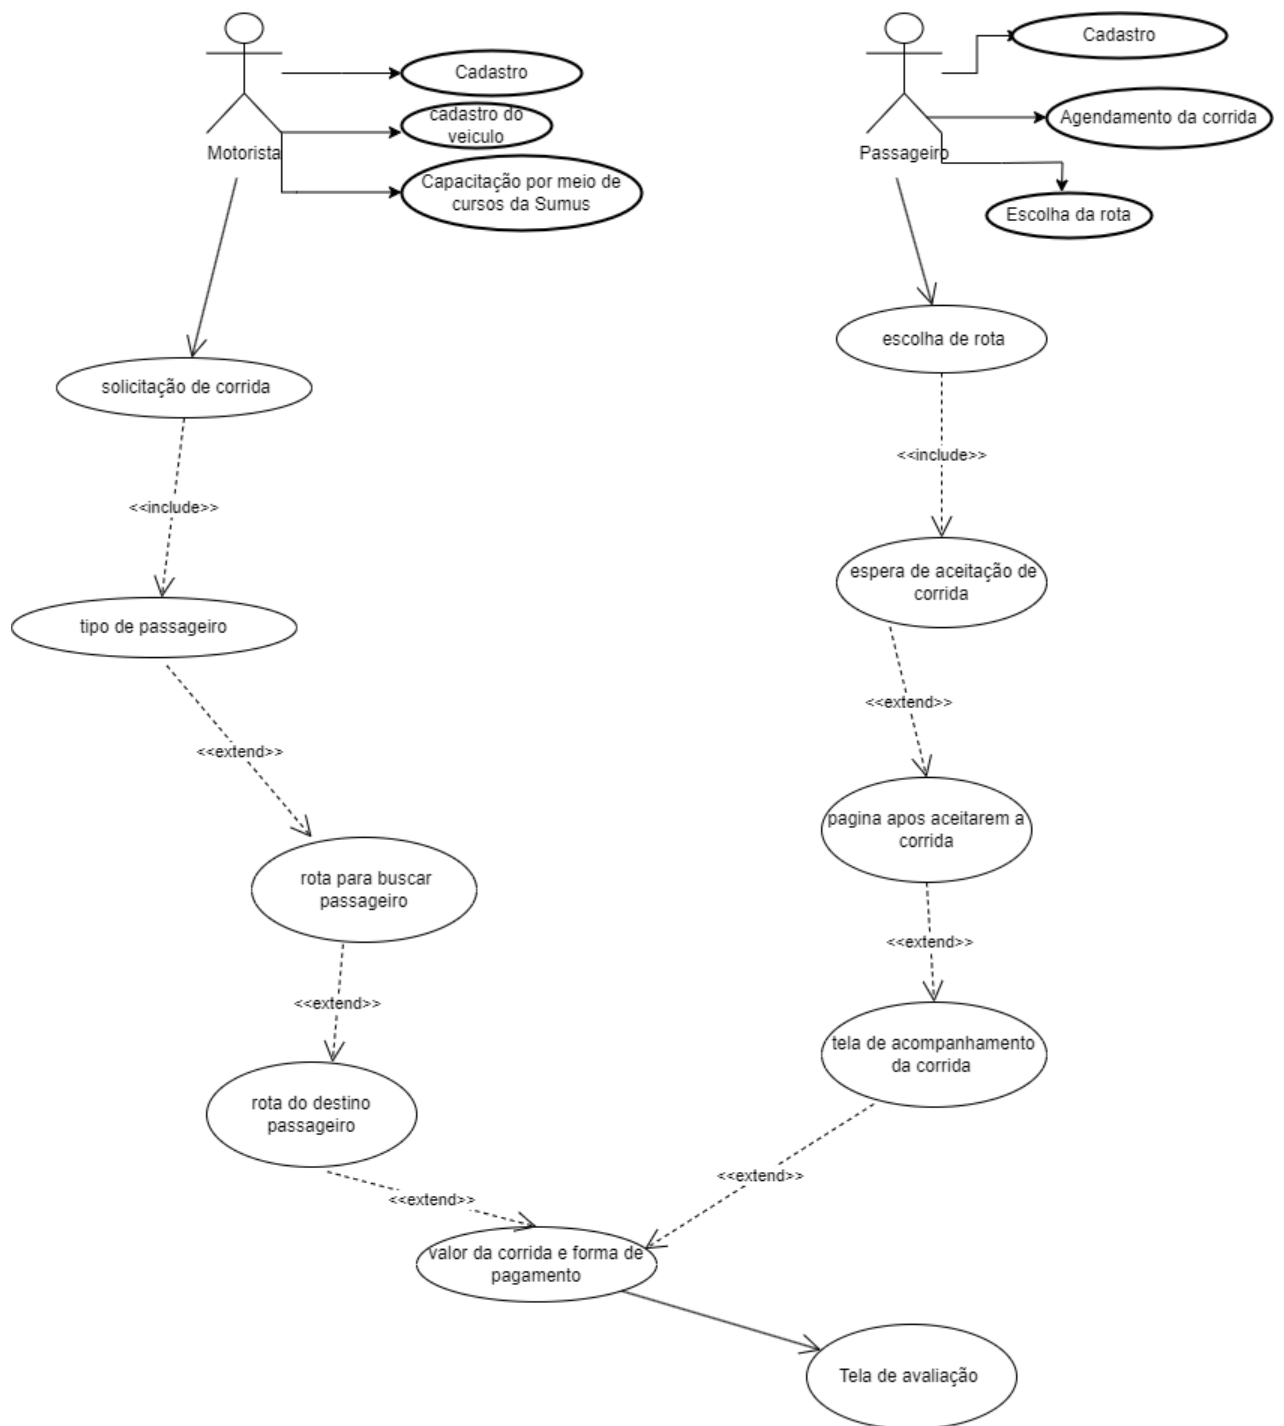 Cadastro
Cadastro
cadastro do
veiculo
Agendamento da corrida
Motorista
Passageiro
Capacitação por meio de
cursos da Sumus
Escolha da rota
escolha de rota
solicitação de corrida
<<include>>
<<include>>
espera de aceitação de
corrida
tipo de passageiro
<<extend>>
<<extend>>
pagina apos aceitarem a
corrida
rota para buscar
passageiro
<<extend>>
<<extend>>
tela de acompanhamento
da corrida
rota do destino
passageiro
<<extend>>
<<extend>>
valor da corrida e forma de
pagamento
Tela de avaliação